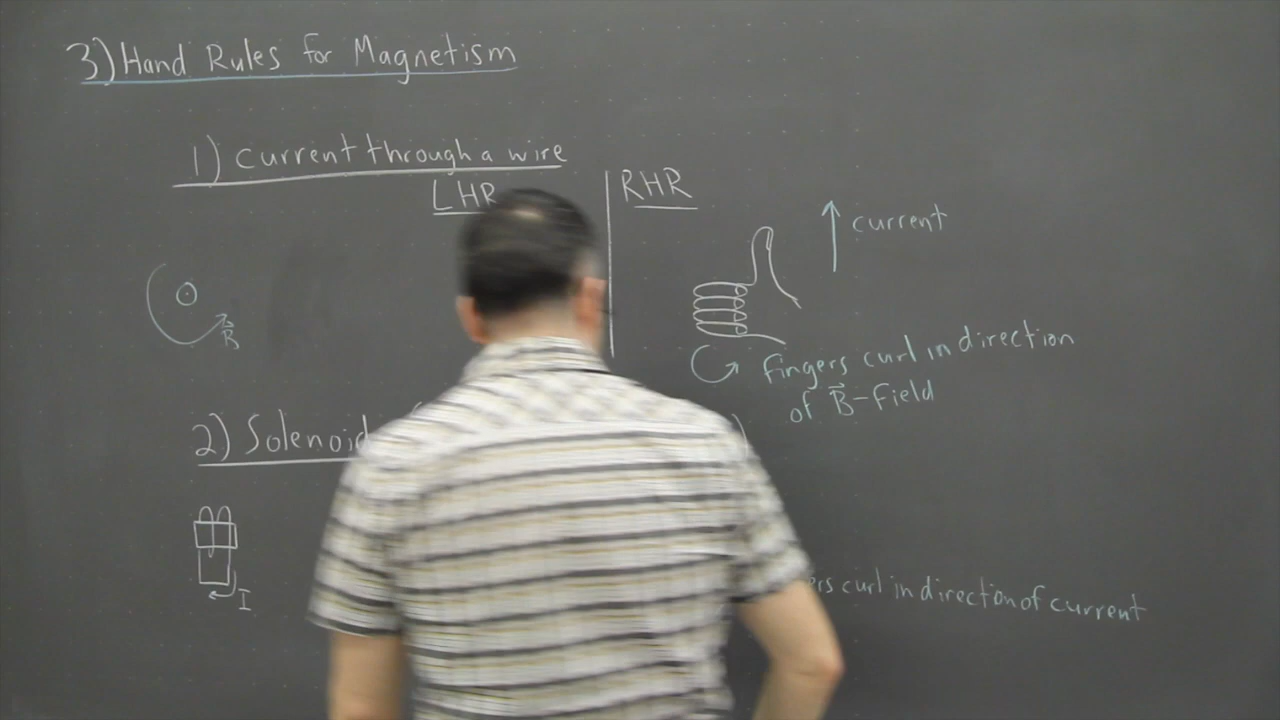 3) Hand Rules for Magnetism
1) Current through a wire
LHR
RHR
current
B
Fingers curl in direction
of B-Field
2) Solenoid
I
curl in direction of current